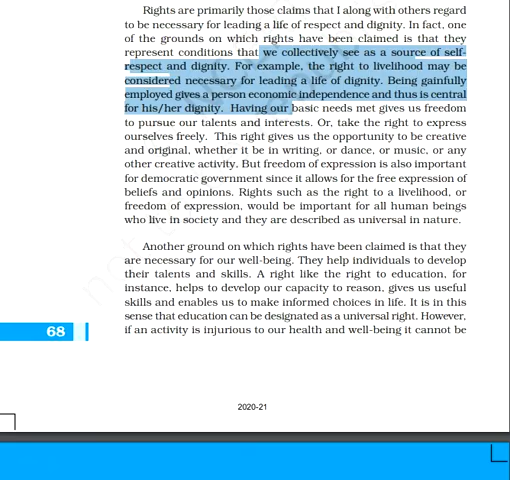 Rights are primarily those claims that I along with others regard
to be necessary for leading a life of respect and dignity. In fact, one
of the grounds on which rights have been claimed is that they
represent conditions that we collectively see as a source of self-
respect and dignity. For example, the right to livelihood may be
considered necessary for leading a life of dignity. Being gainfully
employed gives a person economic independence and thus is central
for his/her dignity. Having our basic needs met gives us freedom
to pursue our talents and interests. Or, take the right to express
ourselves freely. This right gives us the opportunity to be creative
and original, whether it be in writing, or dance, or music, or any
other creative activity. But freedom of expression is also important
for democratic government since it allows for the free expression of
beliefs and opinions. Rights such as the right to a livelihood, or
freedom of expression, would be important for all human beings
who live in society and they are described as universal in nature.
Another ground on which rights have been claimed is that they
are necessary for our well-being. They help individuals to develop
their talents and skills. A right like the right to education, for
instance, helps to develop our capacity to reason, gives us useful
skills and enables us to make informed choices in life. It is in this
sense that education can be designated as a universal right. However,
if an activity is injurious to our health and well-being it cannot be
68
2020-21